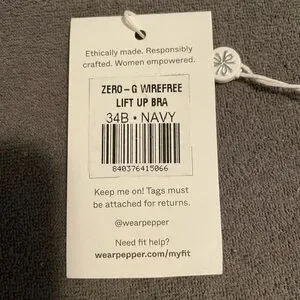 Ethically made. Responsibly
crafted. Women empowered.
ZERO-G WIREFREE
LIFT UP BRA
34B • NAVY
840376415066
Keep me on! Tags must
be attached for returns.
@wearpepper
Need fit help?
wearpepper.com/myfit